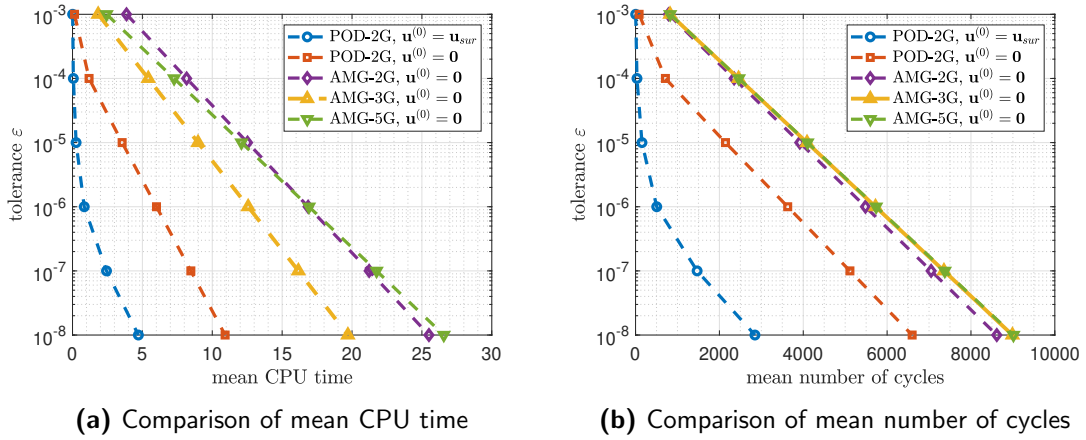 10^-3
10^-4
10^-5
10^-6
10^-7
10^-8
tolerance ε
0 5 10 15 20 25 30
mean CPU time
POD-2G, u^(0) = u_sur
POD-2G, u^(0) = 0
AMG-2G, u^(0) = 0
AMG-3G, u^(0) = 0
AMG-5G, u^(0) = 0
(a) Comparison of mean CPU time
10^-3
10^-4
10^-5
10^-6
10^-7
10^-8
tolerance ε
0 2000 4000 6000 8000 10000
mean number of cycles
POD-2G, u^(0) = u_sur
POD-2G, u^(0) = 0
AMG-2G, u^(0) = 0
AMG-3G, u^(0) = 0
AMG-5G, u^(0) = 0
(b) Comparison of mean number of cycles